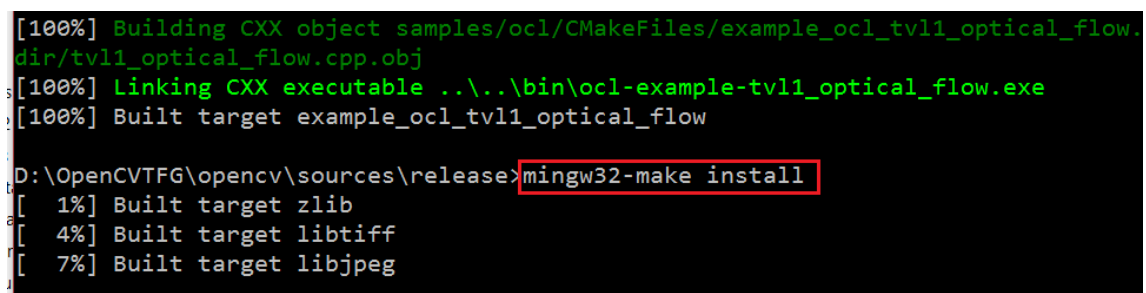 [100%] Building CXX object samples/ocl/CMakeFiles/example_ocl_tvl1_optical_flow.
dir/tvl1_optical_flow.cpp.obj
[100%] Linking CXX executable ..\..\bin\ocl-example-tvl1_optical_flow.exe
[100%] Built target example_ocl_tvl1_optical_flow
D:\OpenCVTFG\opencv\sources\release>mingw32-make install
[  1%] Built target zlib
[  4%] Built target libtiff
[  7%] Built target libjpeg